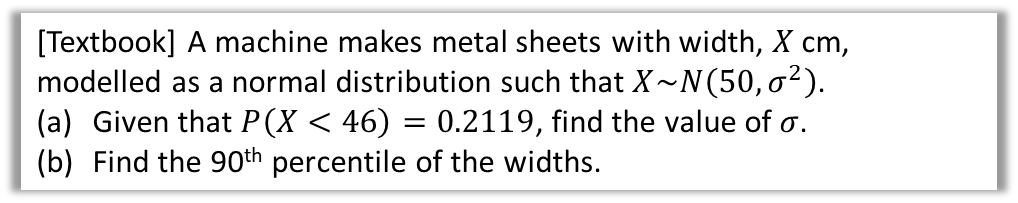 [Textbook] A machine makes metal sheets with width, X cm,
modelled as a normal distribution such that X~N(50, σ²).
(a) Given that P(X < 46) = 0.2119, find the value of σ.
(b) Find the 90th percentile of the widths.